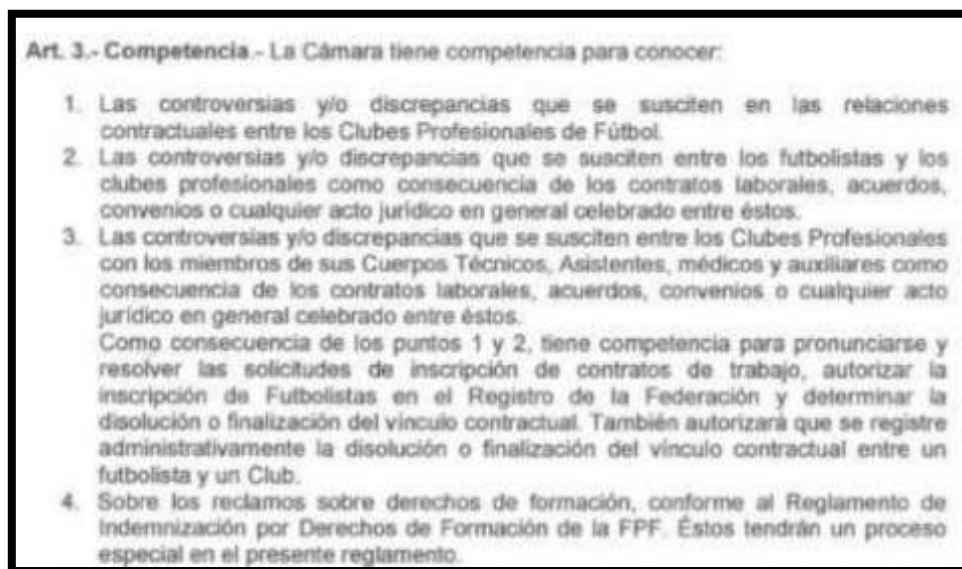 Art. 3.- Competencia.- La Cámara tiene competencia para conocer:
1. Las controversias y/o discrepancias que se susciten en las relaciones
contractuales entre los Clubes Profesionales de Fútbol.
2. Las controversias y/o discrepancias que se susciten entre los futbolistas y los
clubes profesionales como consecuencia de los contratos laborales, acuerdos,
convenios o cualquier acto jurídico en general celebrado entre éstos.
3. Las controversias y/o discrepancias que se susciten entre los Clubes Profesionales
con los miembros de sus Cuerpos Técnicos, Asistentes, médicos y auxiliares como
consecuencia de los contratos laborales, acuerdos, convenios o cualquier acto
jurídico en general celebrado entre éstos.
Como consecuencia de los puntos 1 y 2, tiene competencia para pronunciarse y
resolver las solicitudes de inscripción de contratos de trabajo, autorizar la
inscripción de Futbolistas en el Registro de la Federación y determinar la
disolución o finalización del vínculo contractual. También autorizará que se registre
administrativamente la disolución o finalización del vínculo contractual entre un
futbolista y un Club.
4. Sobre los reclamos sobre derechos de formación, conforme al Reglamento de
Indemnización por Derechos de Formación de la FPF. Éstos tendrán un proceso
especial en el presente reglamento.